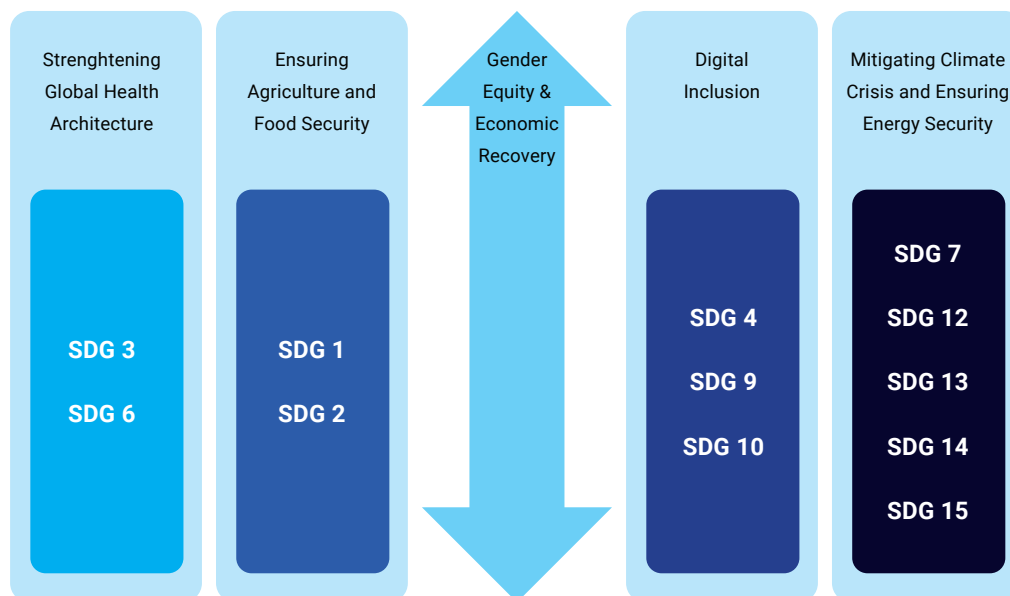 Strenghtening
Global Health
Architecture
SDG 3
SDG 6
Ensuring
Agriculture and
Food Security
SDG 1
SDG 2
Gender
Equity &
Economic
Recovery
Digital
Inclusion
SDG 4
SDG 9
SDG 10
Mitigating Climate
Crisis and Ensuring
Energy Security
SDG 7
SDG 12
SDG 13
SDG 14
SDG 15